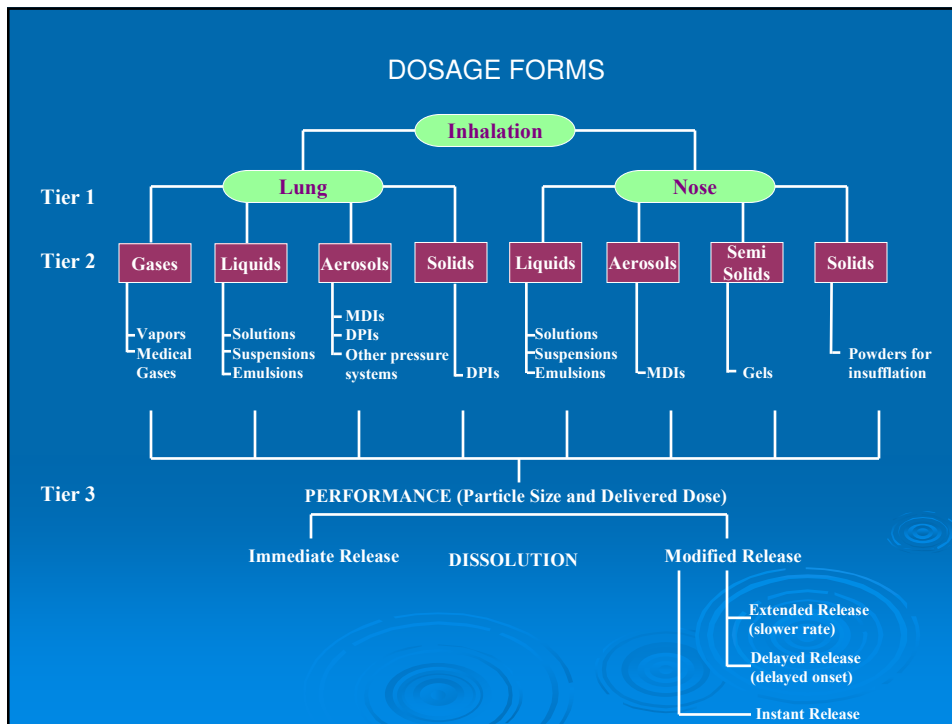 DOSAGE FORMS
Inhalation
Tier 1
Lung
Nose
Tier 2
Gases
Liquids
Aerosols
Solids
Liquids
Aerosols
Semi
Solids
Solids
Vapors
Medical
Gases
Solutions
Suspensions
Emulsions
MDIs
DPIs
Other pressure
systems
DPIs
Solutions
Suspensions
Emulsions
MDIs
Gels
Powders for
insufflation
Tier 3
PERFORMANCE (Particle Size and Delivered Dose)
Immediate Release
DISSOLUTION
Modified Release
Extended Release
(slower rate)
Delayed Release
(delayed onset)
Instant Release